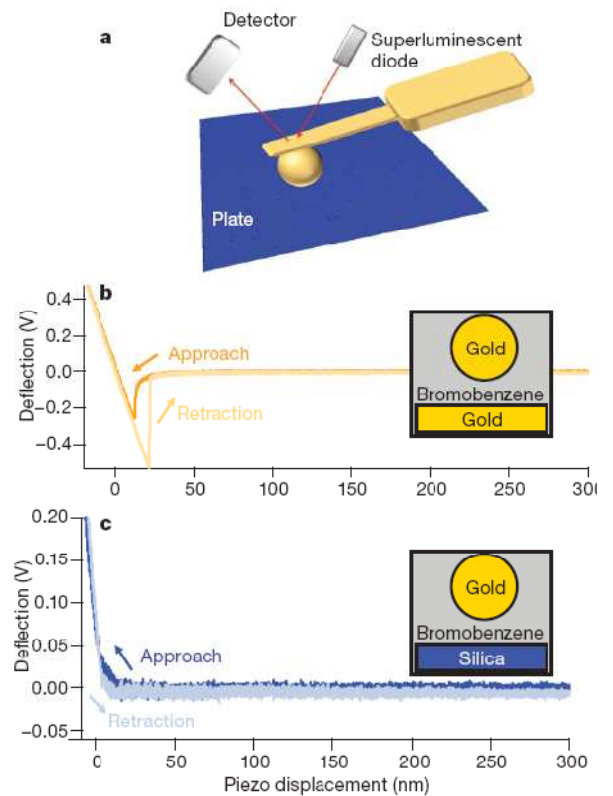 a
Detector
Superluminescent
diode
Plate
b
Deflection (V)
0.4
0.2
0.0
−0.2
−0.4
Approach
Retraction
Gold
Bromobenzene
Gold
0
50
100
150
200
250
300
c
Deflection (V)
0.20
0.15
0.10
0.05
0.00
−0.05
Approach
Retraction
Gold
Bromobenzene
Silica
0
50
100
150
200
250
300
Piezo displacement (nm)